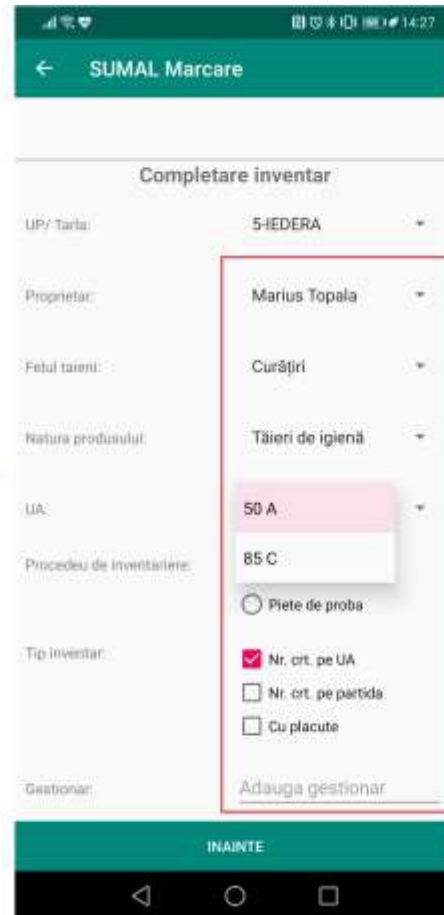 14:27
SUMAL Marcare
Completare inventar
UP/ Tarla: 5-IEDERA
Proprietar: Marius Topala
Felul taierii: Curățiri
Natura produsului: Tăieri de igienă
UA: 50 A
85 C
Procedeu de inventariere:
Piete de proba
Tip inventar: Nr. crt. pe UA
Nr. crt. pe partida
Cu placute
Gestionar: Adauga gestionar
INAINTE